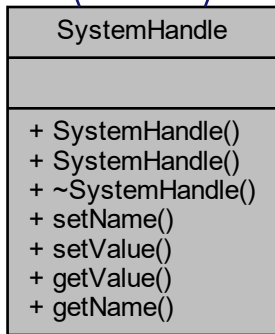 SystemHandle
+ SystemHandle()
+ SystemHandle()
+ ~SystemHandle()
+ setName()
+ setValue()
+ getValue()
+ getName()